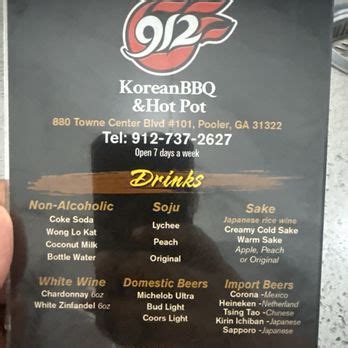 912
KoreanBBQ
& Hot Pot
880 Towne Center Blvd #101, Pooler, GA 31322
Tel: 912-737-2627
Open 7 days a week
Drinks
Non-Alcoholic
Coke Soda
Wong Lo Kat
Coconut Milk
Bottle Water
Soju
Lychee
Peach
Original
Sake
Japanese rice wine
Creamy Cold Sake
Warm Sake
Apple, Peach
or Original
White Wine
Chardonnay 6oz
White Zinfandel 6oz
Domestic Beers
Michelob Ultra
Bud Light
Coors Light
Import Beers
Corona -Mexico
Heineken -Netherland
Tsing Tao -Chinese
Kirin Ichiban -Japanese
Sapporo -Japanese